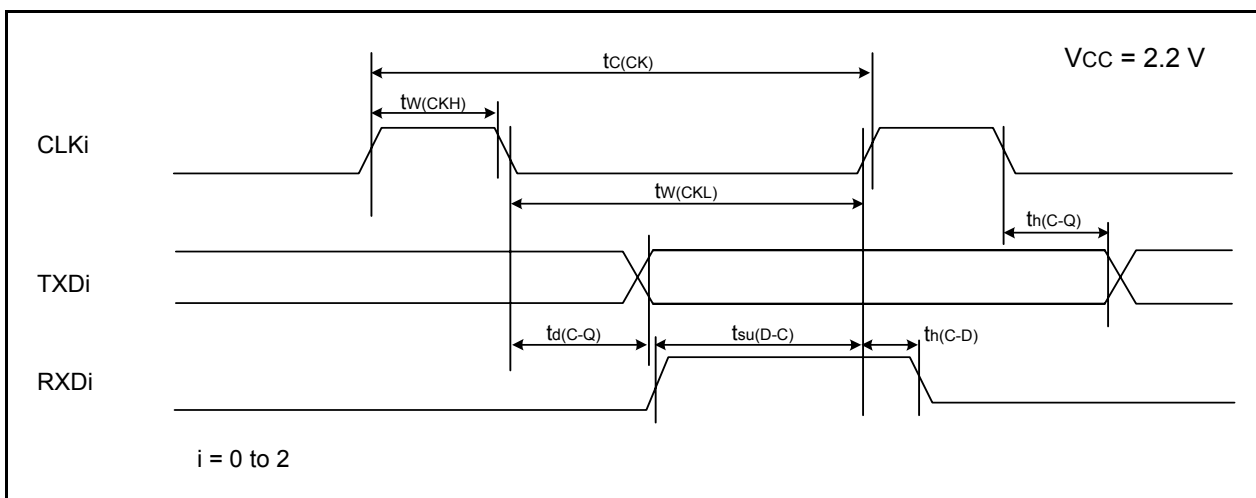 tC(CK)
VCC = 2.2 V
tW(CKH)
CLKi
tW(CKL)
th(C-Q)
TXDi
td(C-Q)
tsu(D-C)
th(C-D)
RXDi
i = 0 to 2